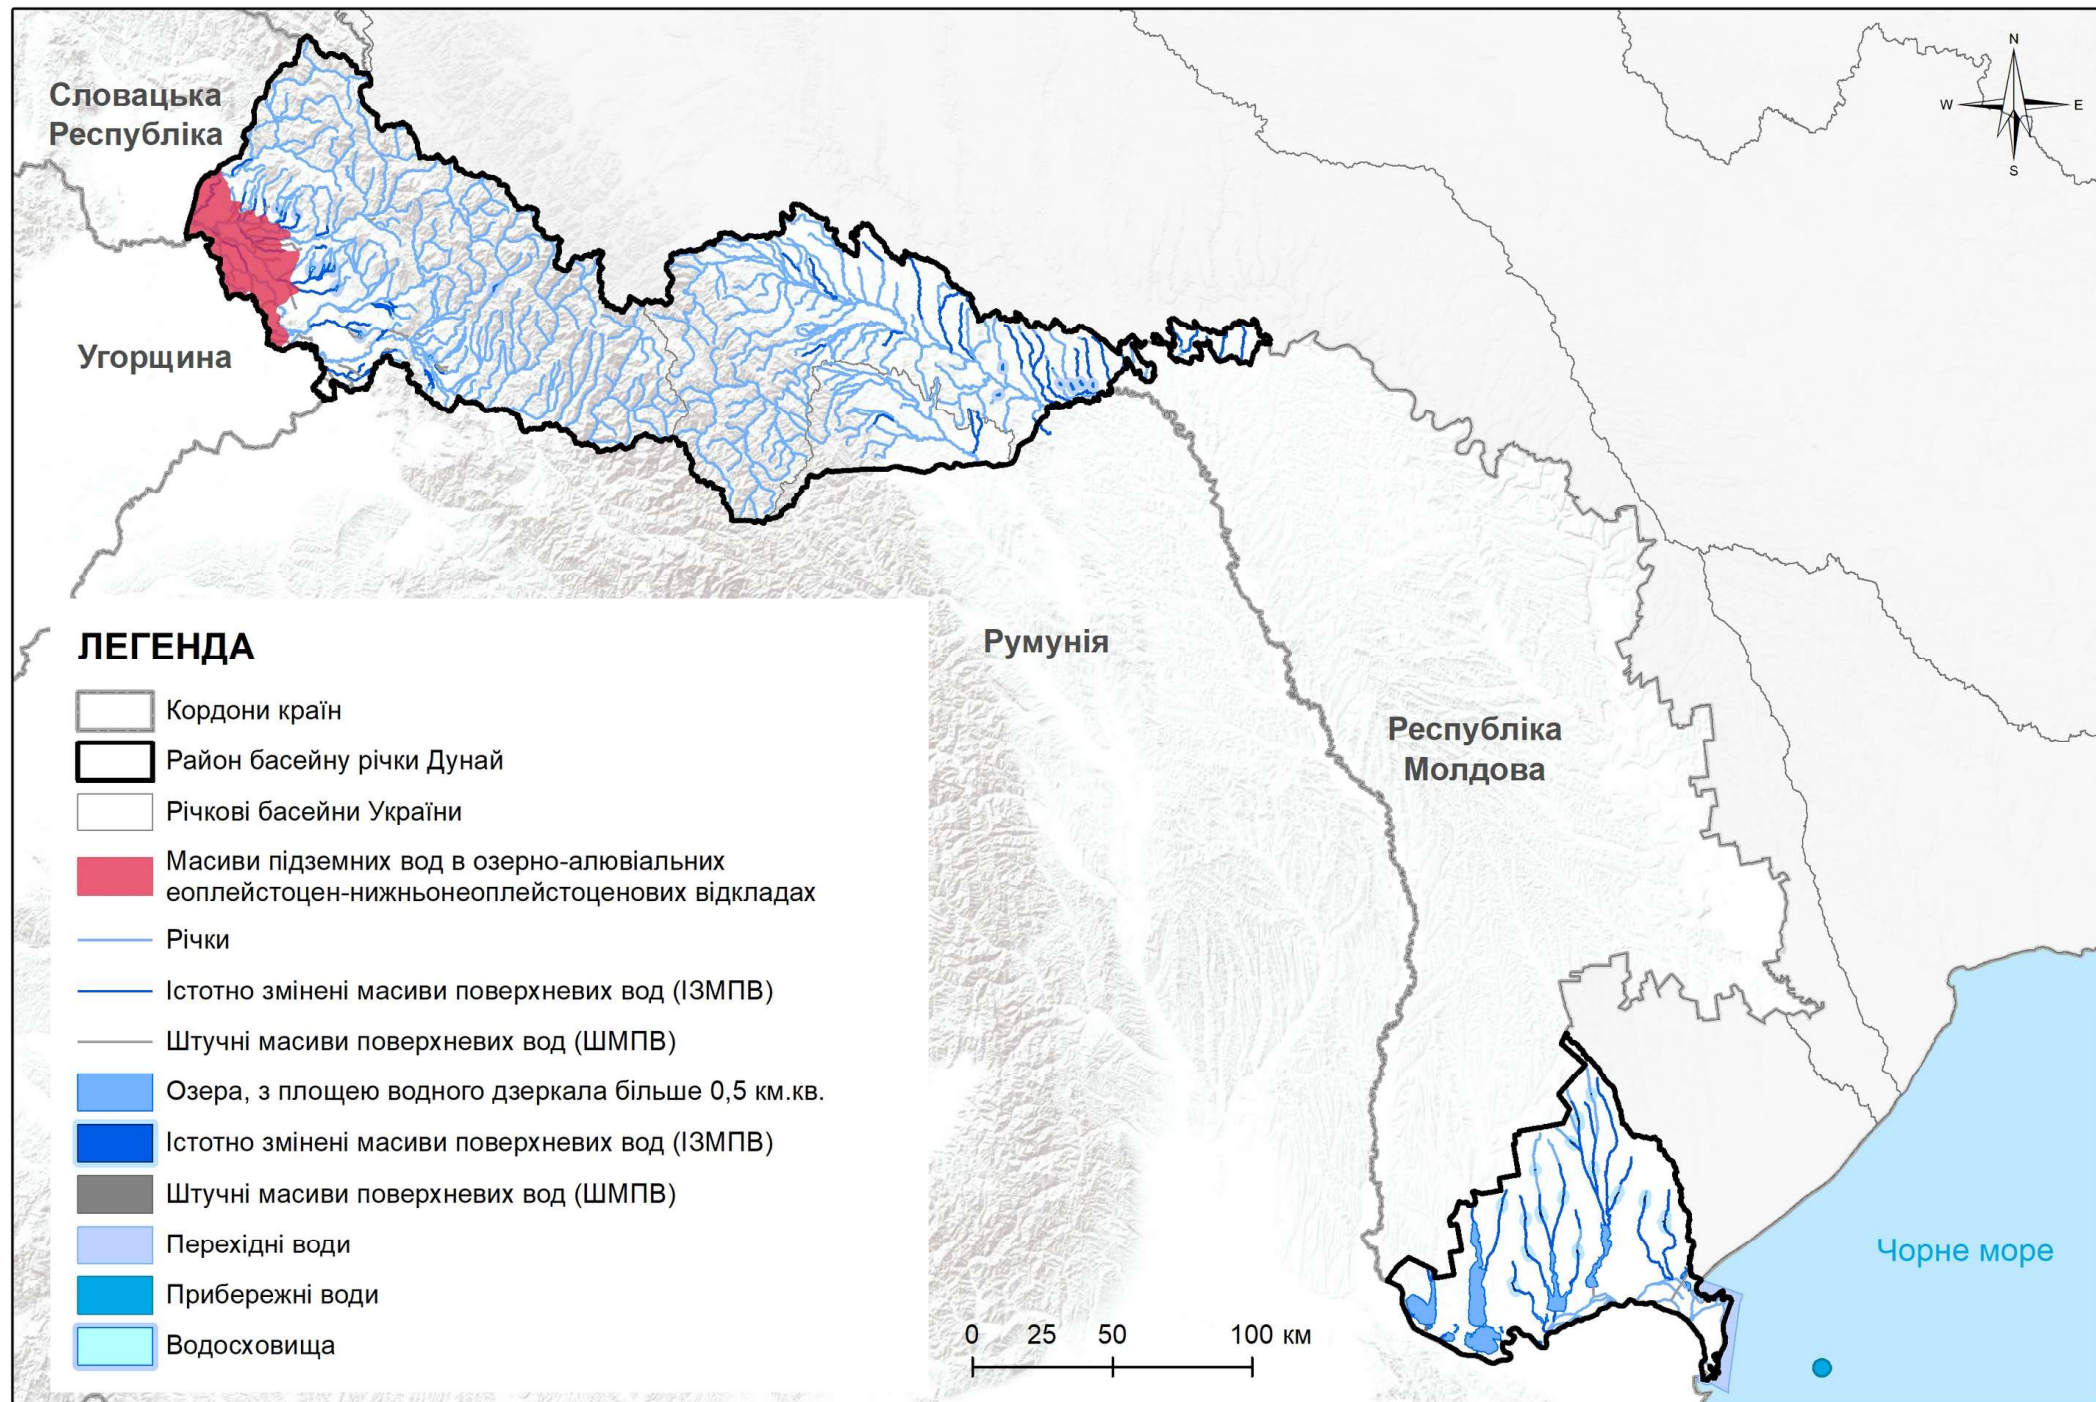 N
W
E
S
Словацька
Республіка
Угорщина
Румунія
Республіка
Молдова
Чорне море
ЛЕГЕНДА
Кордони країн
Район басейну річки Дунай
Річкові басейни України
Масиви підземних вод в озерно-алювіальних
еоплейстоцен-нижньонеоплейстоценових відкладах
Річки
Істотно змінені масиви поверхневих вод (ІЗМПВ)
Штучні масиви поверхневих вод (ШМПВ)
Озера, з площею водного дзеркала більше 0,5 км.кв.
Істотно змінені масиви поверхневих вод (ІЗМПВ)
Штучні масиви поверхневих вод (ШМПВ)
Перехідні води
Прибережні води
Водосховища
0 25 50 100 км